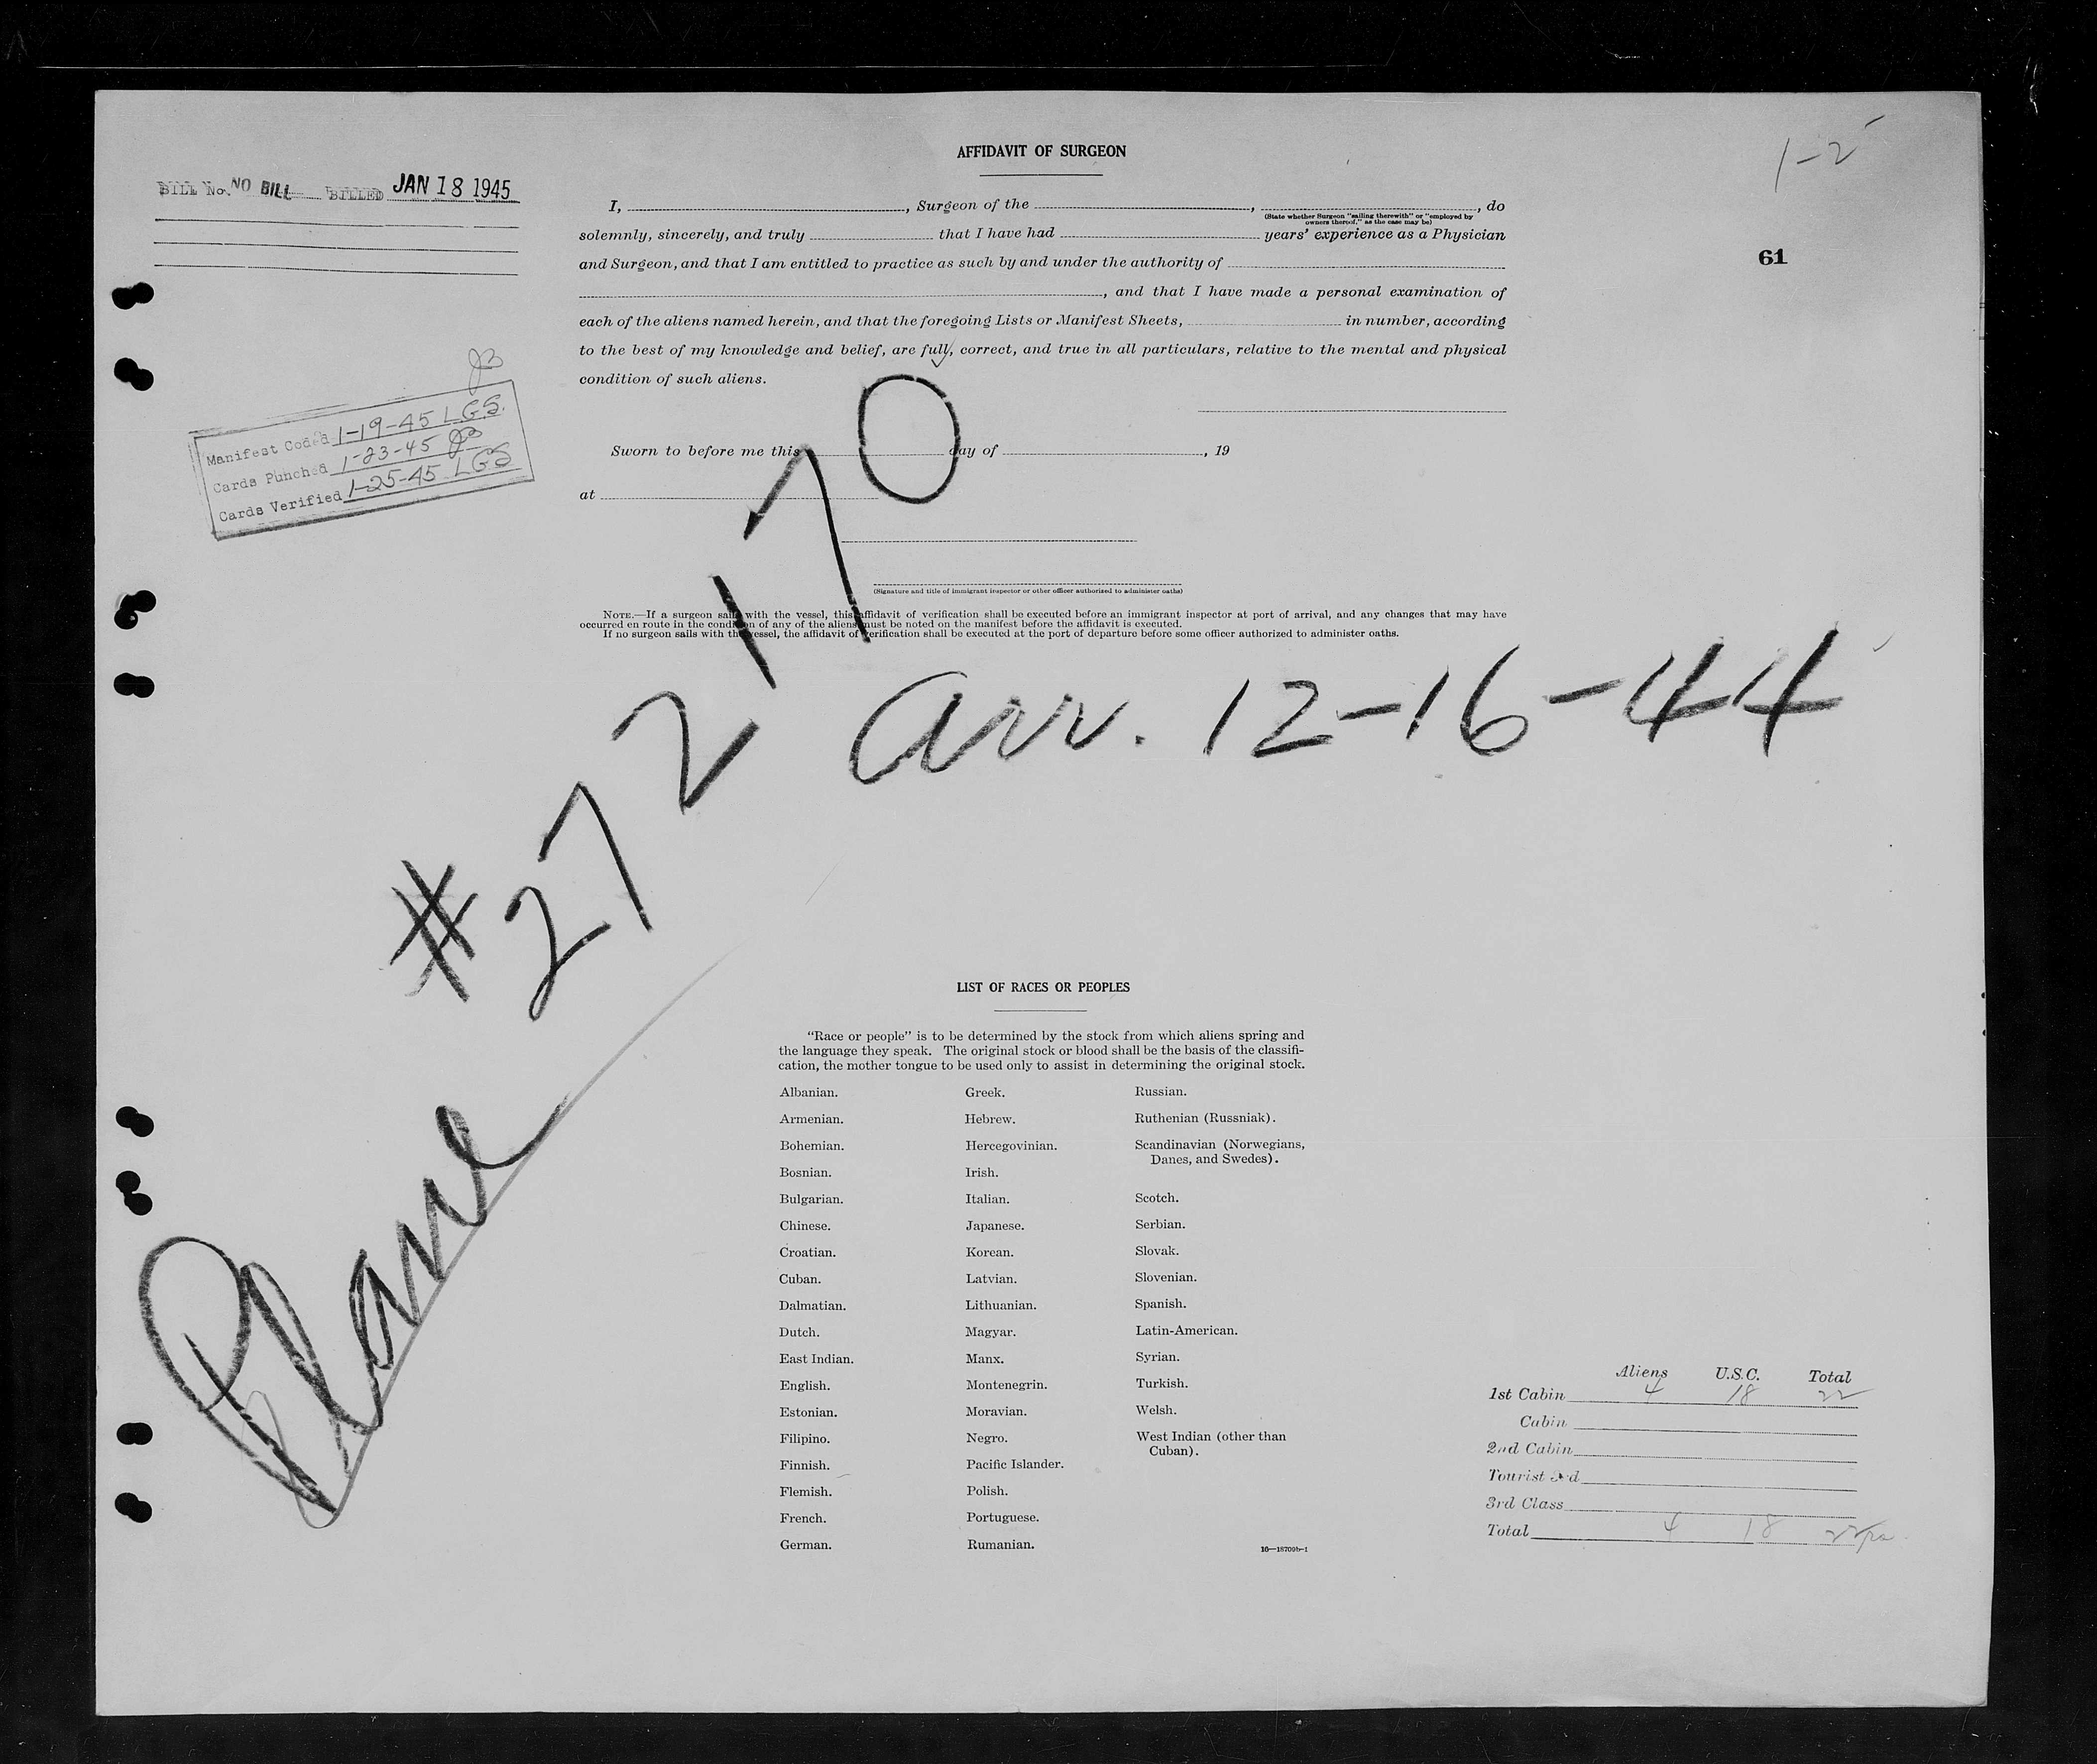 AFFIDAVIT OF SURGEON
1-2
BILL No. NO BILL BILLED JAN 18 1945
61
I, , Surgeon of the , , do
(State whether Surgeon "sailing therewith" or "employed by
owners thereof," as the case may be)
solemnly, sincerely, and truly that I have had years' experience as a Physician
and Surgeon, and that I am entitled to practice as such by and under the authority of
, and that I have made a personal examination of
each of the aliens named herein, and that the foregoing Lists or Manifest Sheets, in number, according
to the best of my knowledge and belief, are full, correct, and true in all particulars, relative to the mental and physical
condition of such aliens.
Manifest Coded 1-19-45 LGS.
Cards Punched 1-23-45
Cards Verified 1-25-45 LGS
Sworn to before me this day of , 19
at
(Signature and title of immigrant inspector or other officer authorized to administer oaths)
NOTE.—If a surgeon sails with the vessel, this affidavit of verification shall be executed before an immigrant inspector at port of arrival, and any changes that may have
occurred en route in the condition of any of the aliens must be noted on the manifest before the affidavit is executed.
If no surgeon sails with the vessel, the affidavit of verification shall be executed at the port of departure before some officer authorized to administer oaths.
Plane #272170
arr. 12-16-44
LIST OF RACES OR PEOPLES
"Race or people" is to be determined by the stock from which aliens spring and
the language they speak. The original stock or blood shall be the basis of the classifi-
cation, the mother tongue to be used only to assist in determining the original stock.
Albanian.
Armenian.
Bohemian.
Bosnian.
Bulgarian.
Chinese.
Croatian.
Cuban.
Dalmatian.
Dutch.
East Indian.
English.
Estonian.
Filipino.
Finnish.
Flemish.
French.
German.
Greek.
Hebrew.
Hercegovinian.
Irish.
Italian.
Japanese.
Korean.
Latvian.
Lithuanian.
Magyar.
Manx.
Montenegrin.
Moravian.
Negro.
Pacific Islander.
Polish.
Portuguese.
Rumanian.
Russian.
Ruthenian (Russniak).
Scandinavian (Norwegians,
Danes, and Swedes).
Scotch.
Serbian.
Slovak.
Slovenian.
Spanish.
Latin-American.
Syrian.
Turkish.
Welsh.
West Indian (other than
Cuban).
16—18709b-1
Aliens U.S.C. Total
1st Cabin 4 18 22
Cabin
2nd Cabin
Tourist 3rd
3rd Class
Total 4 18 22